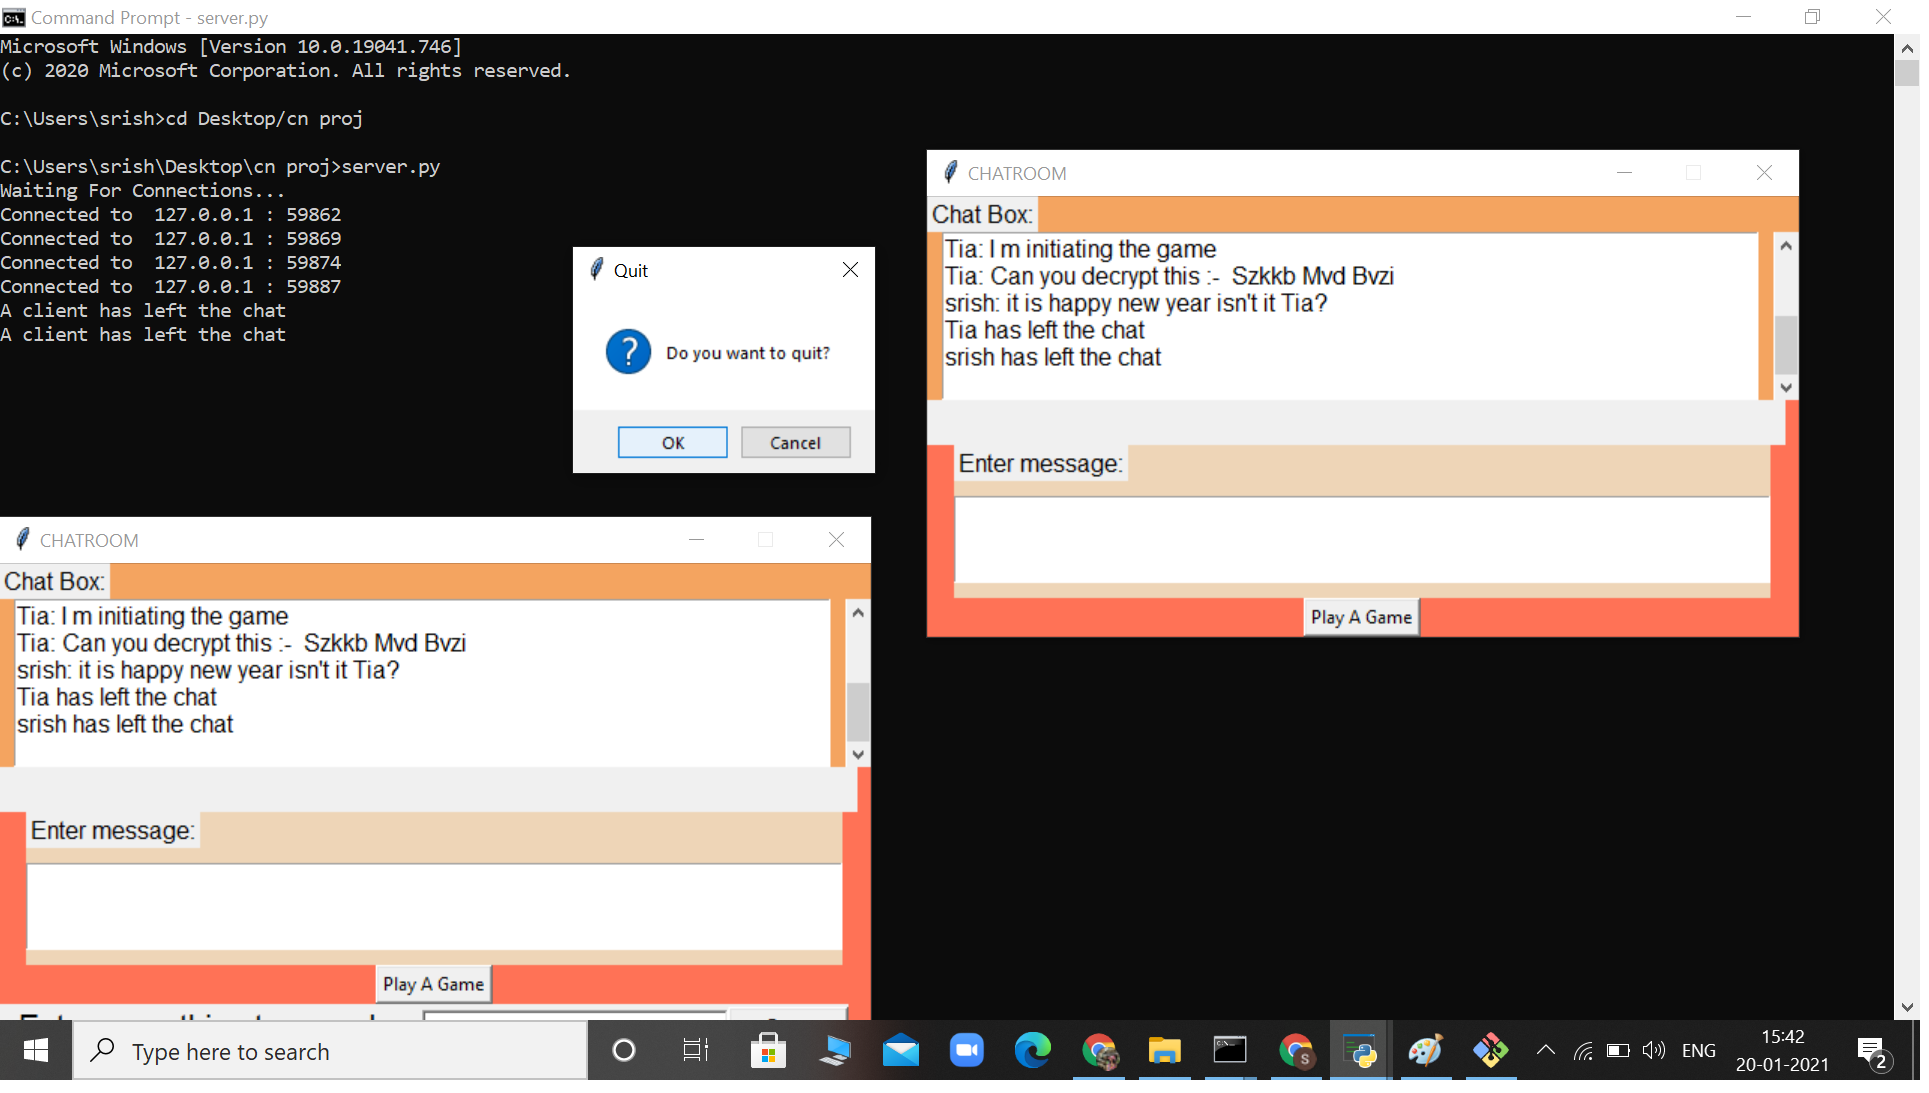 Command Prompt - server.py
Microsoft Windows [Version 10.0.19041.746]
(c) 2020 Microsoft Corporation. All rights reserved.
C:\Users\srish>cd Desktop/cn proj
C:\Users\srish\Desktop\cn proj>server.py
Waiting For Connections...
Connected to  127.0.0.1 : 59862
Connected to  127.0.0.1 : 59869
Connected to  127.0.0.1 : 59874
Connected to  127.0.0.1 : 59887
A client has left the chat
A client has left the chat
Quit
Do you want to quit?
OK
Cancel
CHATROOM
Chat Box:
Tia: I m initiating the game
Tia: Can you decrypt this :-  Szkkb Mvd Bvzi
srish: it is happy new year isn't it Tia?
Tia has left the chat
srish has left the chat
Enter message:
Play A Game
CHATROOM
Chat Box:
Tia: I m initiating the game
Tia: Can you decrypt this :-  Szkkb Mvd Bvzi
srish: it is happy new year isn't it Tia?
Tia has left the chat
srish has left the chat
Enter message:
Play A Game
Type here to search
S
ENG
15:42
20-01-2021
2